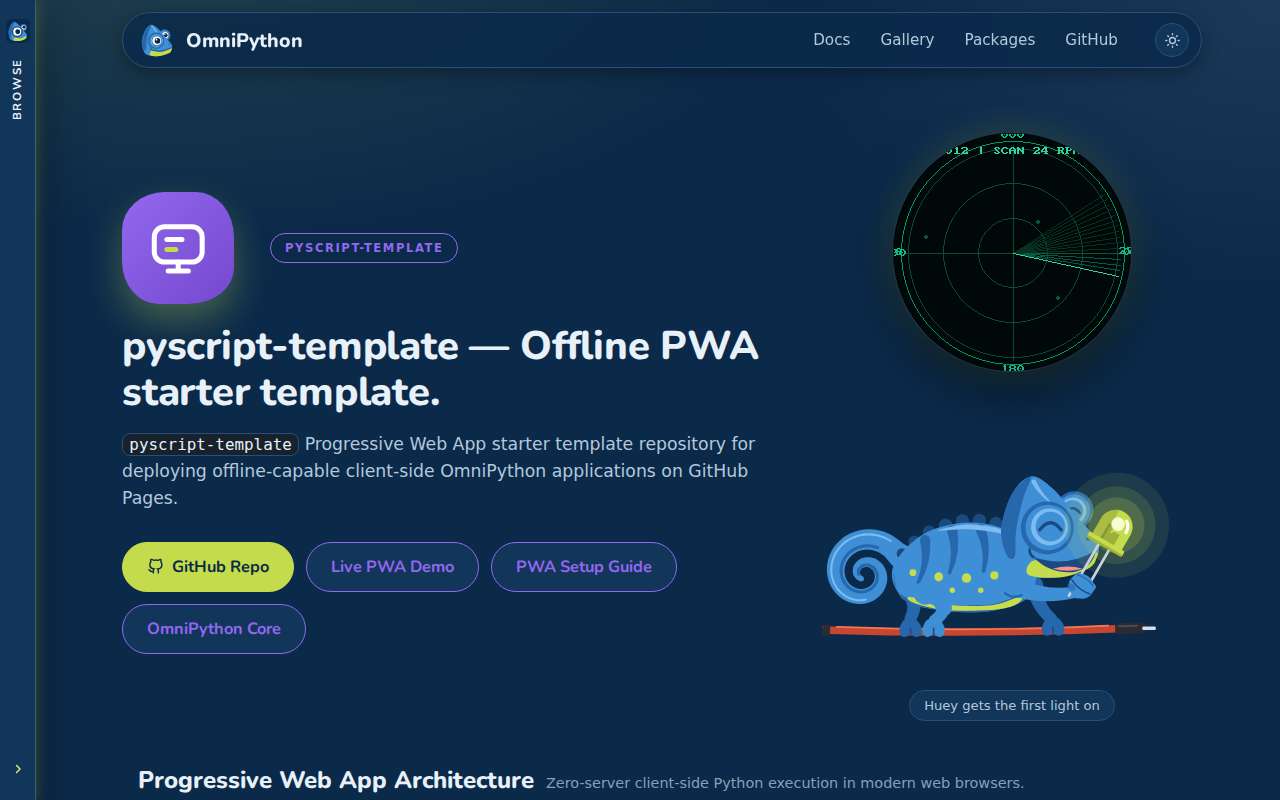 BROWSE
OmniPython
Docs
Gallery
Packages
GitHub
SCAN 24
180
PYSCRIPT-TEMPLATE
pyscript-template — Offline PWA
starter template.
pyscript-template Progressive Web App starter template repository for
deploying offline-capable client-side OmniPython applications on GitHub
Pages.
GitHub Repo
Live PWA Demo
PWA Setup Guide
OmniPython Core
Huey gets the first light on
Progressive Web App Architecture Zero-server client-side Python execution in modern web browsers.